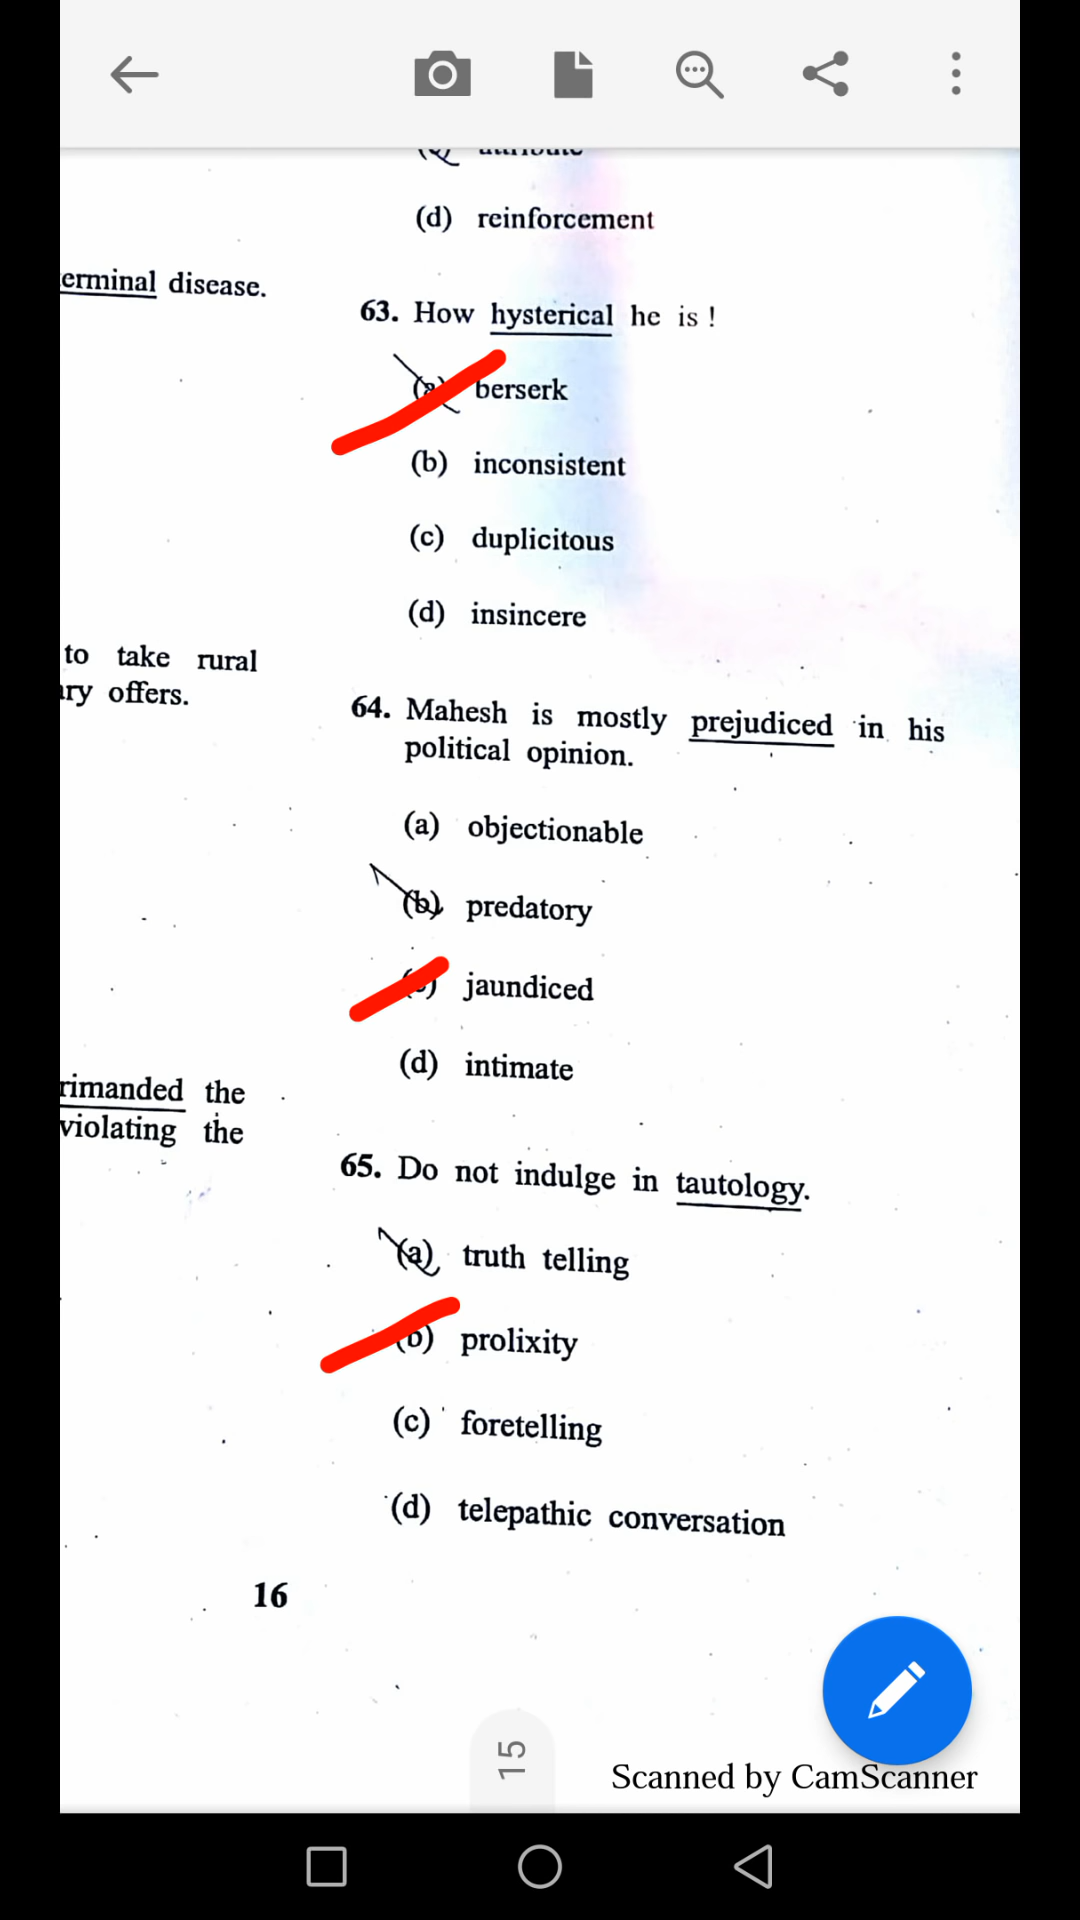 (d) reinforcement
erminal disease.
63. How hysterical he is !
(a) berserk
(b) inconsistent
(c) duplicitous
(d) insincere
to take rural
ary offers.
64. Mahesh is mostly prejudiced in his
political opinion.
(a) objectionable
(b) predatory
(c) jaundiced
(d) intimate
rimanded the
violating the
65. Do not indulge in tautology.
(a) truth telling
(b) prolixity
(c) foretelling
(d) telepathic conversation
16
15
Scanned by CamScanner